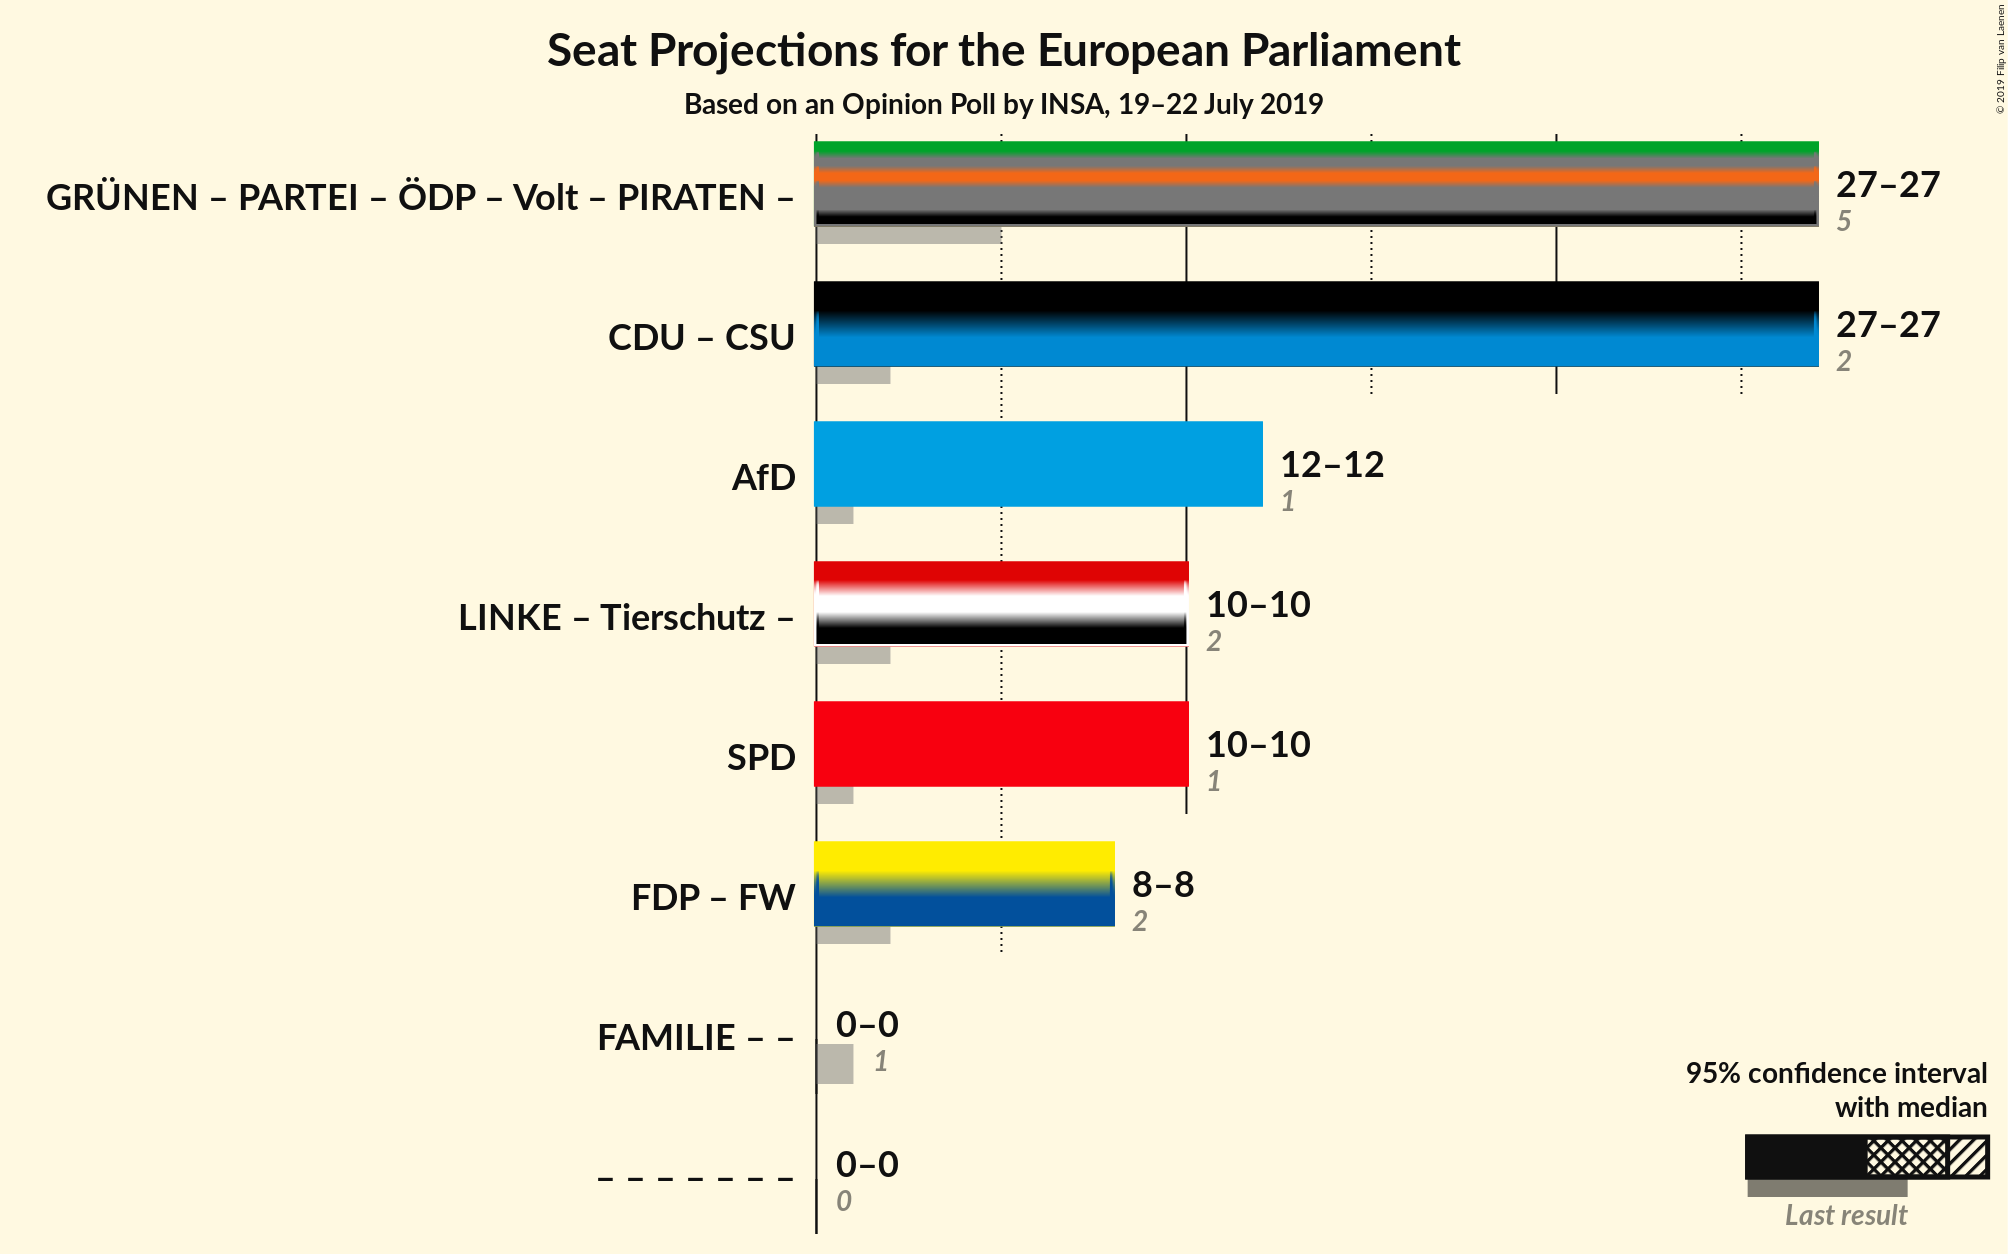 Seat Projections for the European Parliament
Based on an Opinion Poll by INSA, 19–22 July 2019
© 2019 Filip van Laenen
GRÜNEN – PARTEI – ÖDP – Volt – PIRATEN –
27–27
5
CDU – CSU
27–27
2
AfD
12–12
1
LINKE – Tierschutz –
10–10
2
SPD
10–10
1
FDP – FW
8–8
2
FAMILIE – –
0–0
1
– – – – – – –
0–0
0
95% confidence interval
with median
Last result